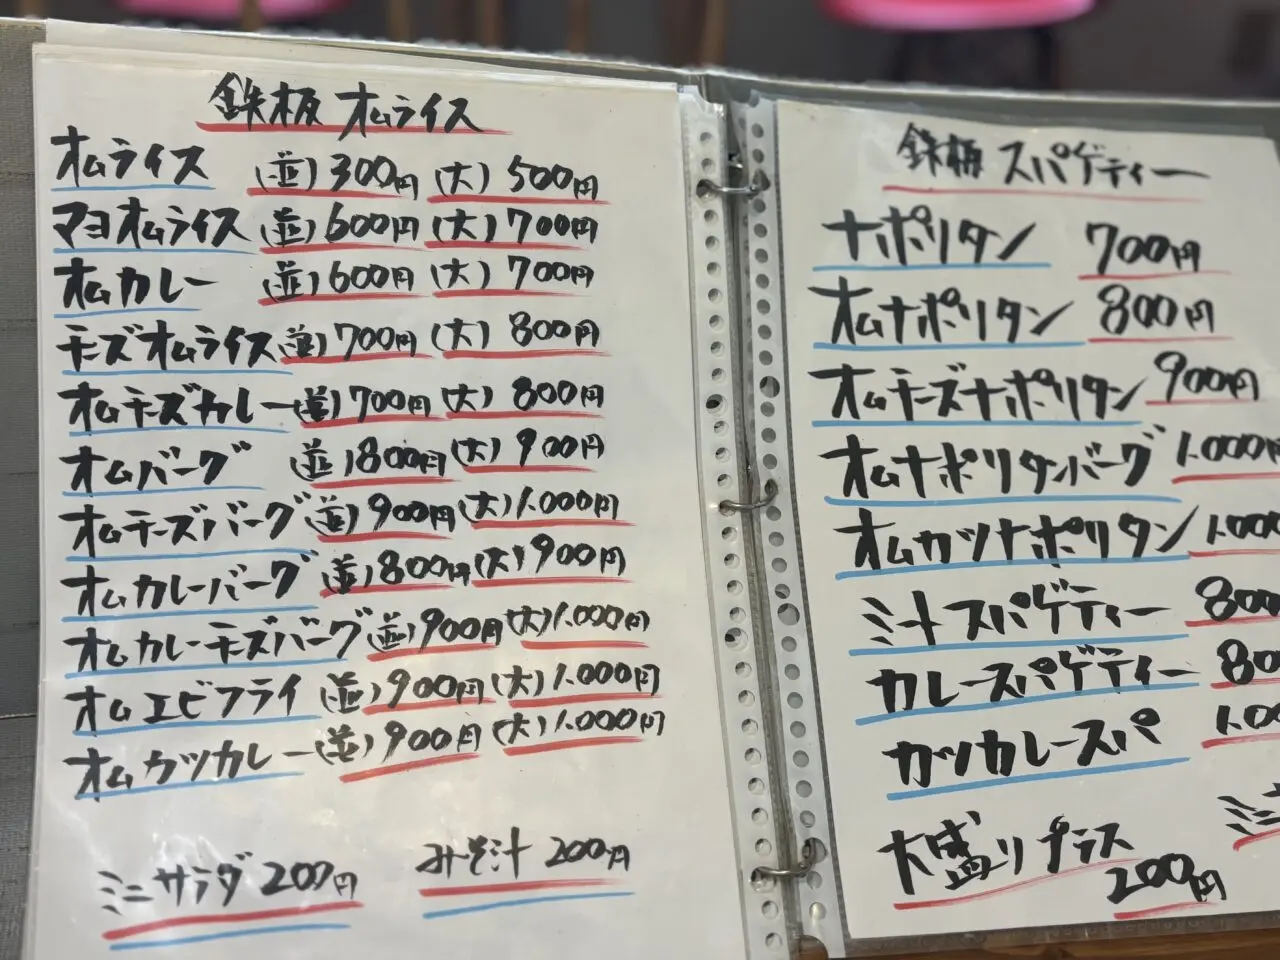 鉄板 オムライス
オムライス (並)300円 (大)500円
マヨオムライス (並)600円 (大)700円
オムカレー (並)600円 (大)700円
チーズオムライス (並)700円 (大)800円
オムチーズカレー (並)700円 (大)800円
オムバーグ (並)800円 (大)900円
オムチーズバーグ (並)900円 (大)1.000円
オムカレーバーグ (並)800円 (大)900円
オムカレーチーズバーグ (並)900円 (大)1.000円
オムエビフライ (並)900円 (大)1.000円
オムカツカレー (並)900円 (大)1.000円
ミニサラダ 200円 みそ汁 200円
鉄板 スパゲティー
ナポリタン 700円
オムナポリタン 800円
オムチーズナポリタン 900円
オムナポリタンバーグ 1.000円
オムカツナポリタン 1.000
ミートスパゲティー 800
カレースパゲティー 80
カツカレースパ 1.00
大盛りプラス
200円